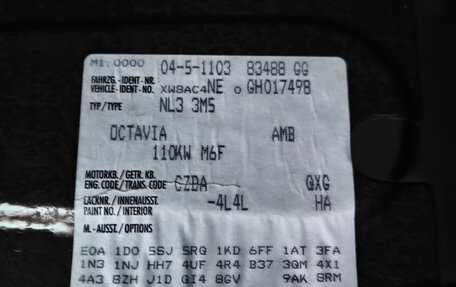 M1:0000 04-5-1103 83488 GG
FAHRZG.-IDENT-NR.
VEHICLE-IDENT-NO. XW8AC4NE 0 GH017498
TYP/TYPE NL3 3M5
OCTAVIA AMB
110KW M6F
MOTORKB./GETR. KB.
ENG. CODE/TRANS. CODE CZDA QXG
LACKNR./INNENAUSST. -4L4L HA
PAINT NO./INTERIOR
M.-AUSST./OPTIONS
E0A 1D0 5SJ 5RQ 1KD 6FF 1AT 3FA
1N3 1NJ HH7 4UF 4R4 B37 3QM 4X1
4A3 8ZH J1D QI4 8GV 9AK 8RM